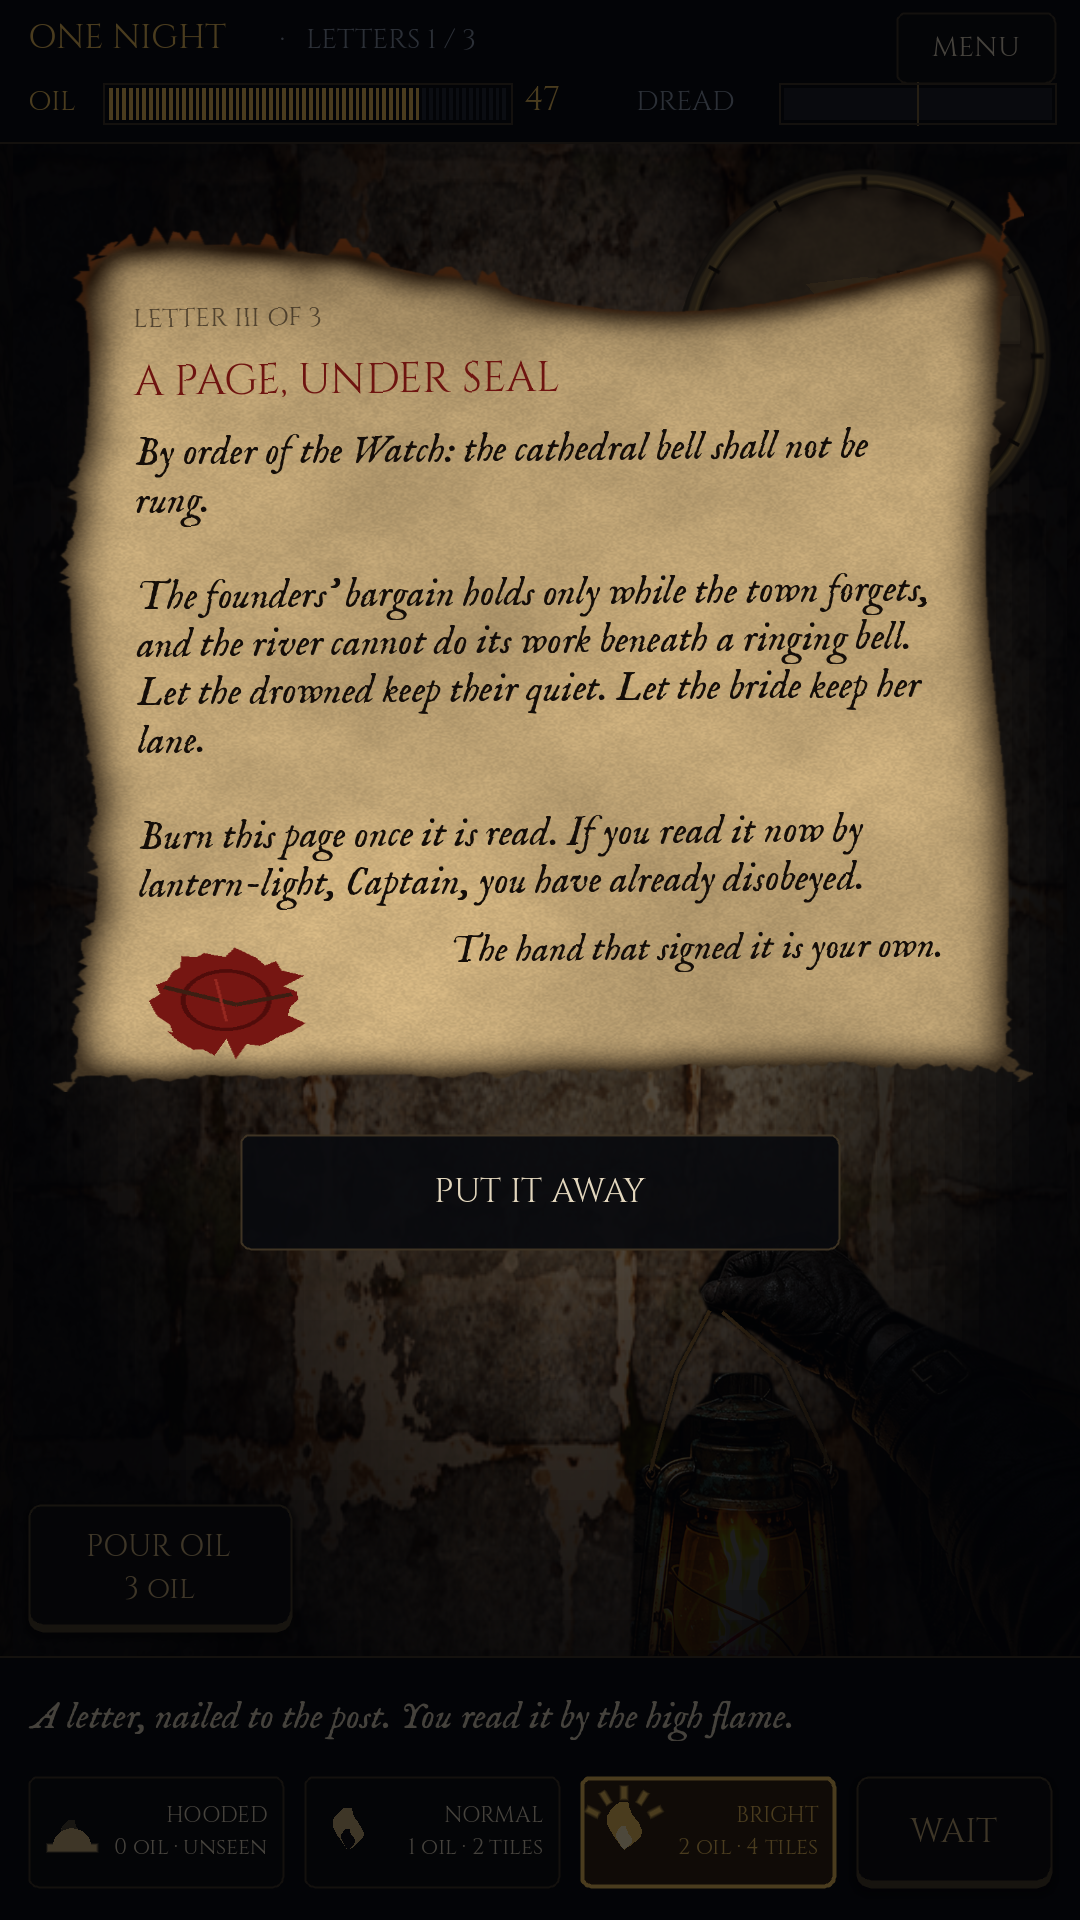 ONE NIGHT · LETTERS 1 / 3
MENU
OIL 47 DREAD
LETTER III OF 3
A PAGE, UNDER SEAL
By order of the Watch: the cathedral bell shall not be
rung.
The founders' bargain holds only while the town forgets,
and the river cannot do its work beneath a ringing bell.
Let the drowned keep their quiet. Let the bride keep her
lane.
Burn this page once it is read. If you read it now by
lantern-light, Captain, you have already disobeyed.
The hand that signed it is your own.
PUT IT AWAY
POUR OIL
3 OIL
A letter, nailed to the post. You read it by the high flame.
HOODED
0 OIL · UNSEEN
NORMAL
1 OIL · 2 TILES
BRIGHT
2 OIL · 4 TILES
WAIT